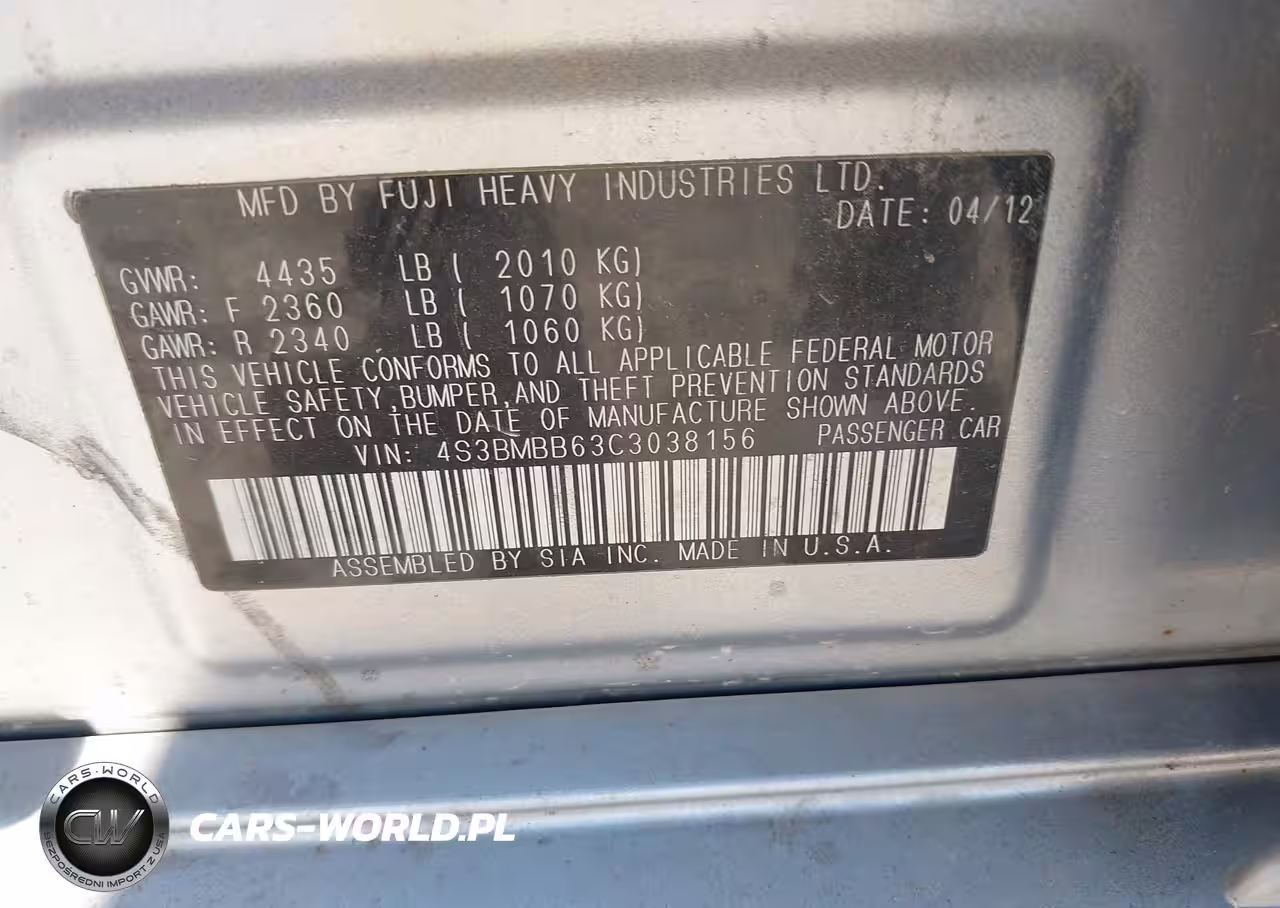 MFD BY FUJI HEAVY INDUSTRIES LTD.
DATE: 04/12
GVWR: 4435 LB ( 2010 KG)
GAWR: F 2360 LB ( 1070 KG)
GAWR: R 2340 LB ( 1060 KG)
THIS VEHICLE CONFORMS TO ALL APPLICABLE FEDERAL MOTOR
VEHICLE SAFETY,BUMPER,AND THEFT PREVENTION STANDARDS
IN EFFECT ON THE DATE OF MANUFACTURE SHOWN ABOVE.
VIN: 4S3BMBB63C3038156 PASSENGER CAR
ASSEMBLED BY SIA INC. MADE IN U.S.A.
CARS-WORLD
CW
BEZPOŚREDNI IMPORT Z USA
CARS-WORLD.PL